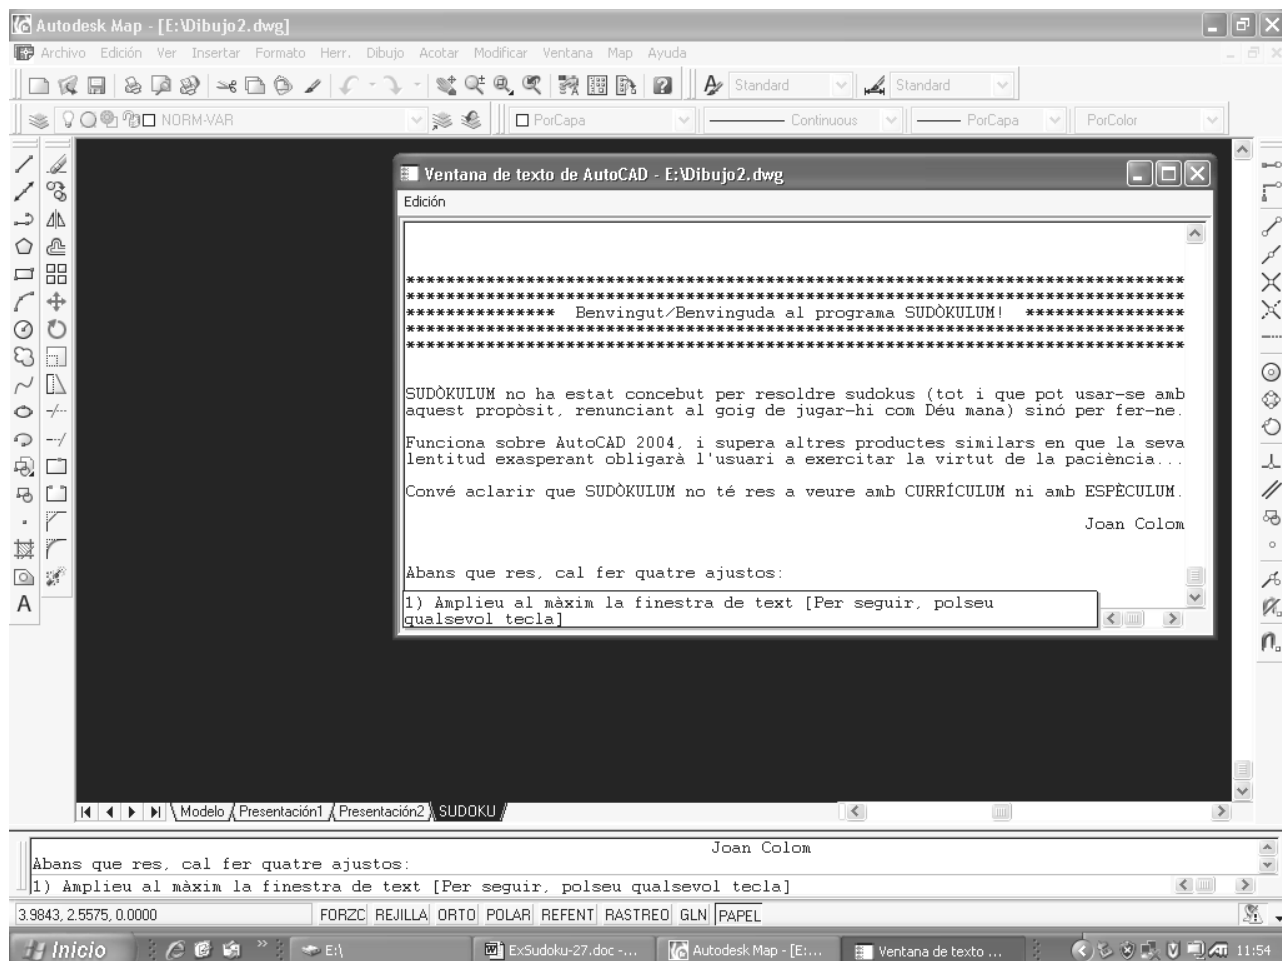 Autodesk Map - [E:\Dibujo2.dwg]
Archivo Edición Ver Insertar Formato Herr. Dibujo Acotar Modificar Ventana Map Ayuda
Standard Standard
NORM-VAR PorCapa Continuous PorCapa PorColor
Ventana de texto de AutoCAD - E:\Dibujo2.dwg
Edición
******************************************************************************
******************************************************************************
*************** Benvingut/Benvinguda al programa SUDÒKULUM! ****************
******************************************************************************
******************************************************************************
SUDÒKULUM no ha estat concebut per resoldre sudokus (tot i que pot usar-se amb
aquest propòsit, renunciant al goig de jugar-hi com Déu mana) sinó per fer-ne.
Funciona sobre AutoCAD 2004, i supera altres productes similars en que la seva
lentitud exasperant obligarà l'usuari a exercitar la virtut de la paciència...
Convé aclarir que SUDÒKULUM no té res a veure amb CURRÍCULUM ni amb ESPÈCULUM.
Joan Colom
Abans que res, cal fer quatre ajustos:
1) Amplieu al màxim la finestra de text [Per seguir, polseu
qualsevol tecla]
A
Modelo Presentación1 Presentación2 SUDOKU
Joan Colom
Abans que res, cal fer quatre ajustos:
1) Amplieu al màxim la finestra de text [Per seguir, polseu qualsevol tecla]
3.9843, 2.5575, 0.0000 FORZC REJILLA ORTO POLAR REFENT RASTREO GLN PAPEL
Inicio » E:\ ExSudoku-27.doc -... Autodesk Map - [E:... Ventana de texto ... ATI 11:54